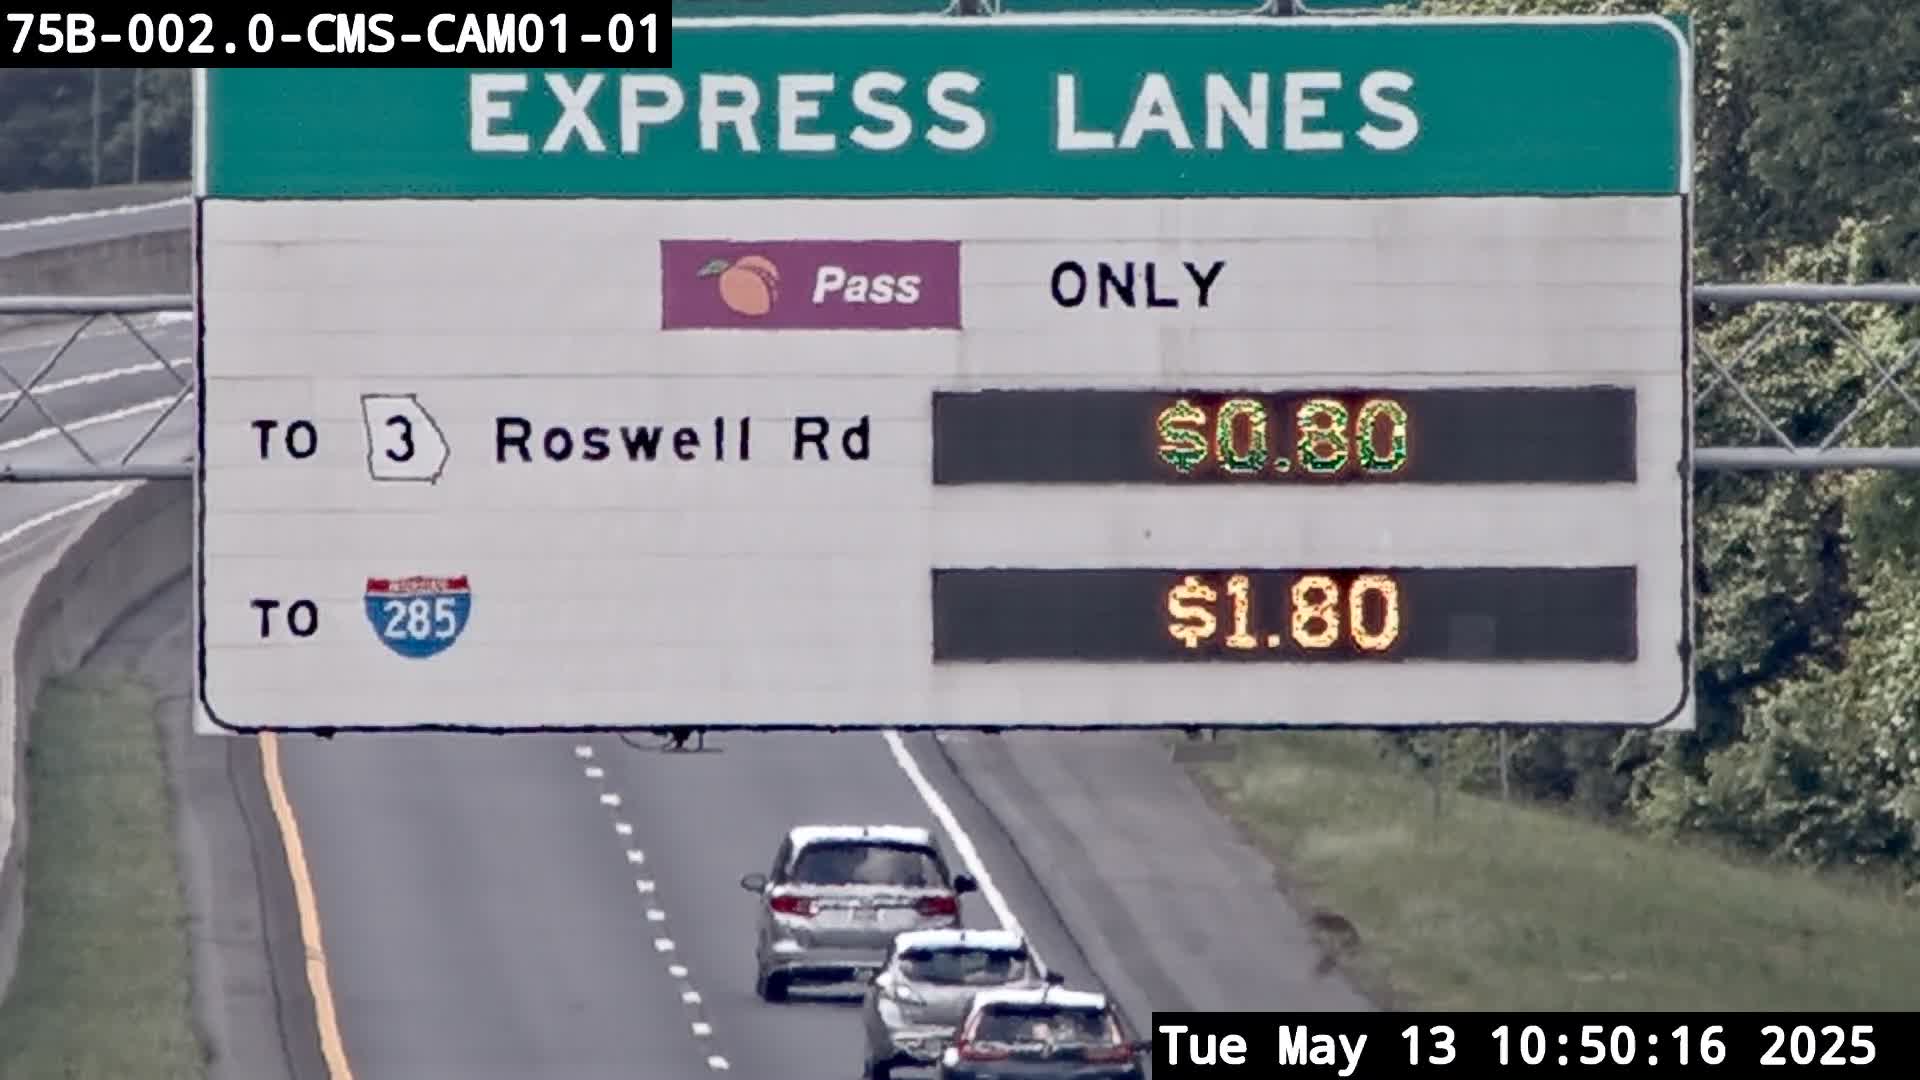 75B-002.0-CMS-CAM01-01
EXPRESS LANES
Pass ONLY
TO 3 Roswell Rd $0.80
TO 285 $1.80
Tue May 13 10:50:16 2025